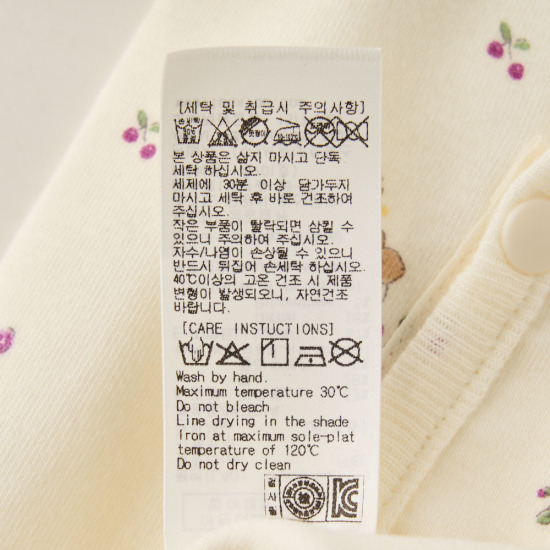 [세탁 및 취급시 주의사항]
본 상품은 삶지 마시고 단독
세탁 하십시오.
세제에 30분 이상 담가두지
마시고 세탁 후 바로 건조하여
주십시오.
작은 부품이 탈락되면 삼킬 수
있으니 주의하여 주십시오.
자수/나염이 손상될 수 있으니
반드시 뒤집어 손세탁 하십시오.
40℃이상의 고온 건조 시 제품
변형이 발생되오니, 자연건조
바랍니다.
[CARE INSTUCTIONS]
Wash by hand.
Maximum temperature 30℃
Do not bleach
Line drying in the shade
Iron at maximum sole-plat
temperature of 120℃
Do not dry clean